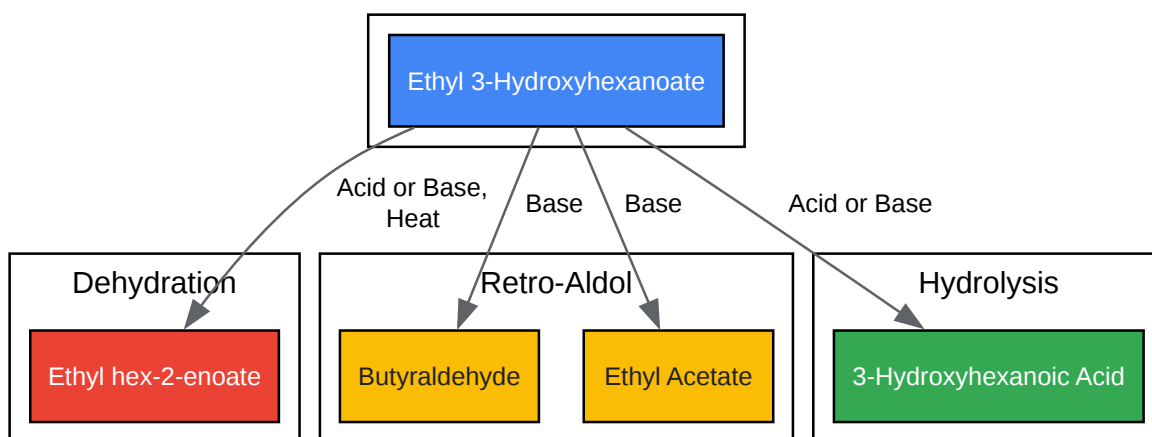 Ethyl 3-Hydroxyhexanoate
Acid or Base,
Heat
Base
Base
Acid or Base
Dehydration
Retro-Aldol
Hydrolysis
Ethyl hex-2-enoate
Butyraldehyde
Ethyl Acetate
3-Hydroxyhexanoic Acid